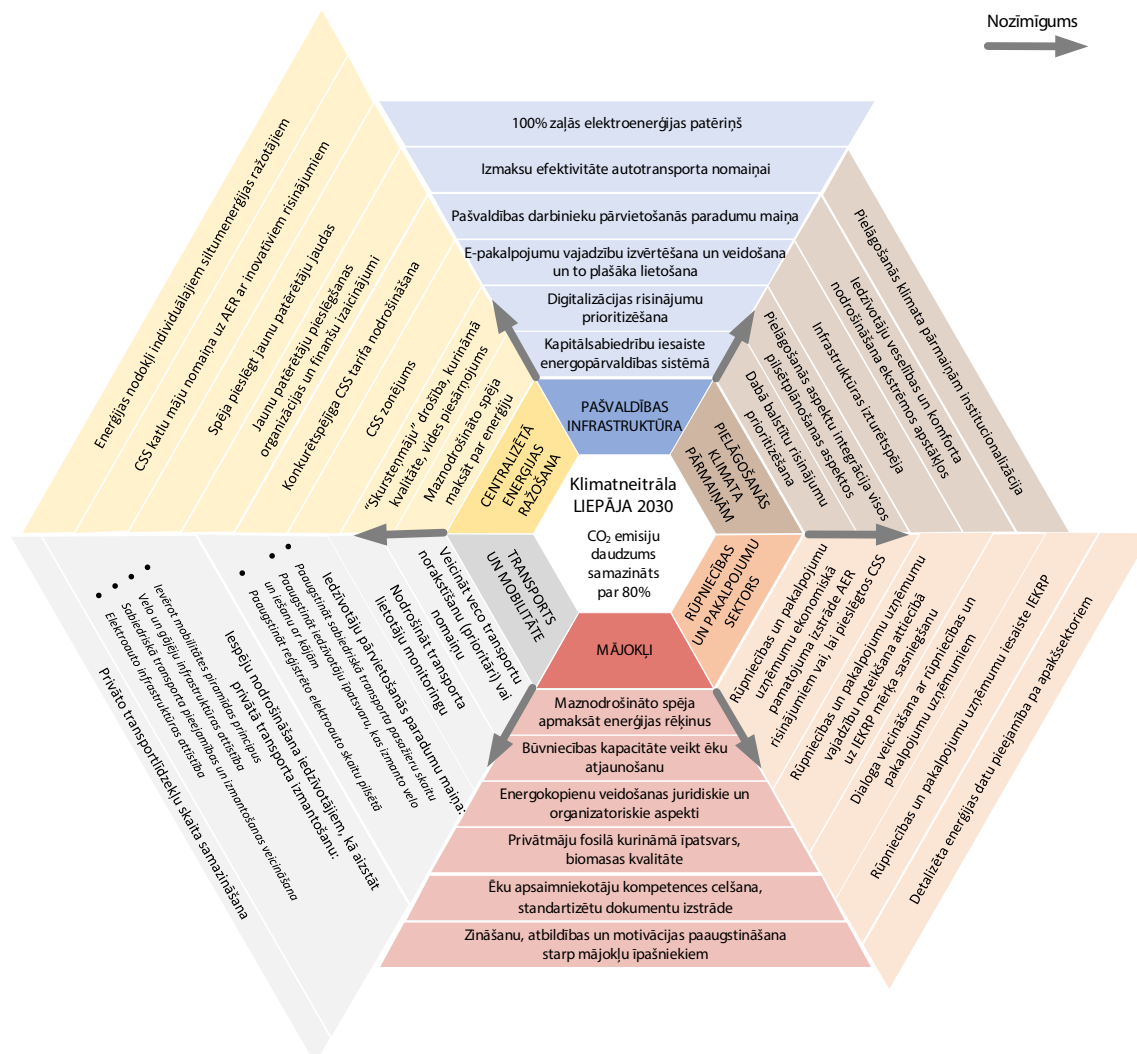 Nozīmīgums
100% zaļās elektroenerģijas patēriņš
Izmaksu efektivitāte autotransporta nomaiņai
Pašvaldības darbinieku pārvietošanās paradumu maiņa
E-pakalpojumu vajadzību izvērtēšana un veidošana
un to plašāka lietošana
Digitalizācijas risinājumu
prioritizēšana
Kapitālsabiedrību iesaiste
energopārvaldības sistēmā
PAŠVALDĪBAS
INFRASTRUKTŪRA
Pielāgošanās klimata pārmaiņām institucionalizācija
Iedzīvotāju veselības un komforta
nodrošināšana ekstrēmos apstākļos
Infrastruktūras izturētspēja
Pielāgošanās aspektu integrācija visos
pilsētplānošanas aspektos
Dabā balstītu risinājumu
prioritizēšana
PIELĀGOŠANĀS
KLIMATA
PĀRMAIŅĀM
Enerģijas nodokļi individuālajiem siltumenerģijas ražotājiem
CSS katlu māju nomaiņa uz AER ar inovatīviem risinājumiem
Spēja pieslēgt jaunu patērētāju jaudas
Jaunu patērētāju pieslēgšanas
organizācijas un finanšu izaicinājumi
Konkurētspējīga CSS tarifa nodrošināšana
CSS zonējums
“Skursteņmāju” drošība, kurināmā
kvalitāte, vides piesārņojums
Maznodrošināto spēja
maksāt par enerģiju
CENTRALIZĒTĀ
ENERĢIJAS
RAŽOŠANA
Klimatneitrāla
LIEPĀJA 2030
CO₂ emisiju
daudzums
samazināts
par 80%
TRANSPORTS
UN MOBILITĀTE
Veicināt veco transportu
norakstīšanu (prioritāri) vai
nomaiņu
Nodrošināt transporta
lietotāju monitoringu
Iedzīvotāju pārvietošanās paradumu maiņa:
• Paaugstināt sabiedriskā transporta pasažieru skaitu
• Paaugstināt iedzīvotāju īpatsvaru, kas izmanto velo
un iešanu ar kājām
• Paaugstināt reģistrēto elektroauto skaitu pilsētā
Iespēju nodrošināšana iedzīvotājiem, kā aizstāt
privātā transporta izmantošanu:
• Ievērot mobilitātes piramīdas principus
• Velo un gājēju infrastruktūras attīstība
• Sabiedriskā transporta pieejamības un izmantošanas veicināšana
• Elektroauto infrastruktūras attīstība
Privāto transportlīdzekļu skaita samazināšana
RŪPNIECĪBAS
UN PAKALPOJUMU
SEKTORS
Rūpniecības un pakalpojumu
uzņēmumu ekonomiskā
pamatojuma izstrāde AER
risinājumiem vai, lai pieslēgtos CSS
Rūpniecības un pakalpojumu uzņēmumu
vajadzību noteikšana attiecībā
uz IEKRP mērķa sasniegšanu
Dialoga veicināšana ar rūpniecības un
pakalpojumu uzņēmumiem
Rūpniecības un pakalpojumu uzņēmumu iesaiste IEKRP
Detalizēta enerģijas datu pieejamība pa apakšsektoriem
MĀJOKĻI
Maznodrošināto spēja
apmaksāt enerģijas rēķinus
Būvniecības kapacitāte veikt ēku
atjaunošanu
Energokopienu veidošanas juridiskie un
organizatoriskie aspekti
Privātmāju fosilā kurināmā īpatsvars,
biomasas kvalitāte
Ēku apsaimniekotāju kompetences celšana,
standartizētu dokumentu izstrāde
Zināšanu, atbildības un motivācijas paaugstināšana
starp mājokļu īpašniekiem